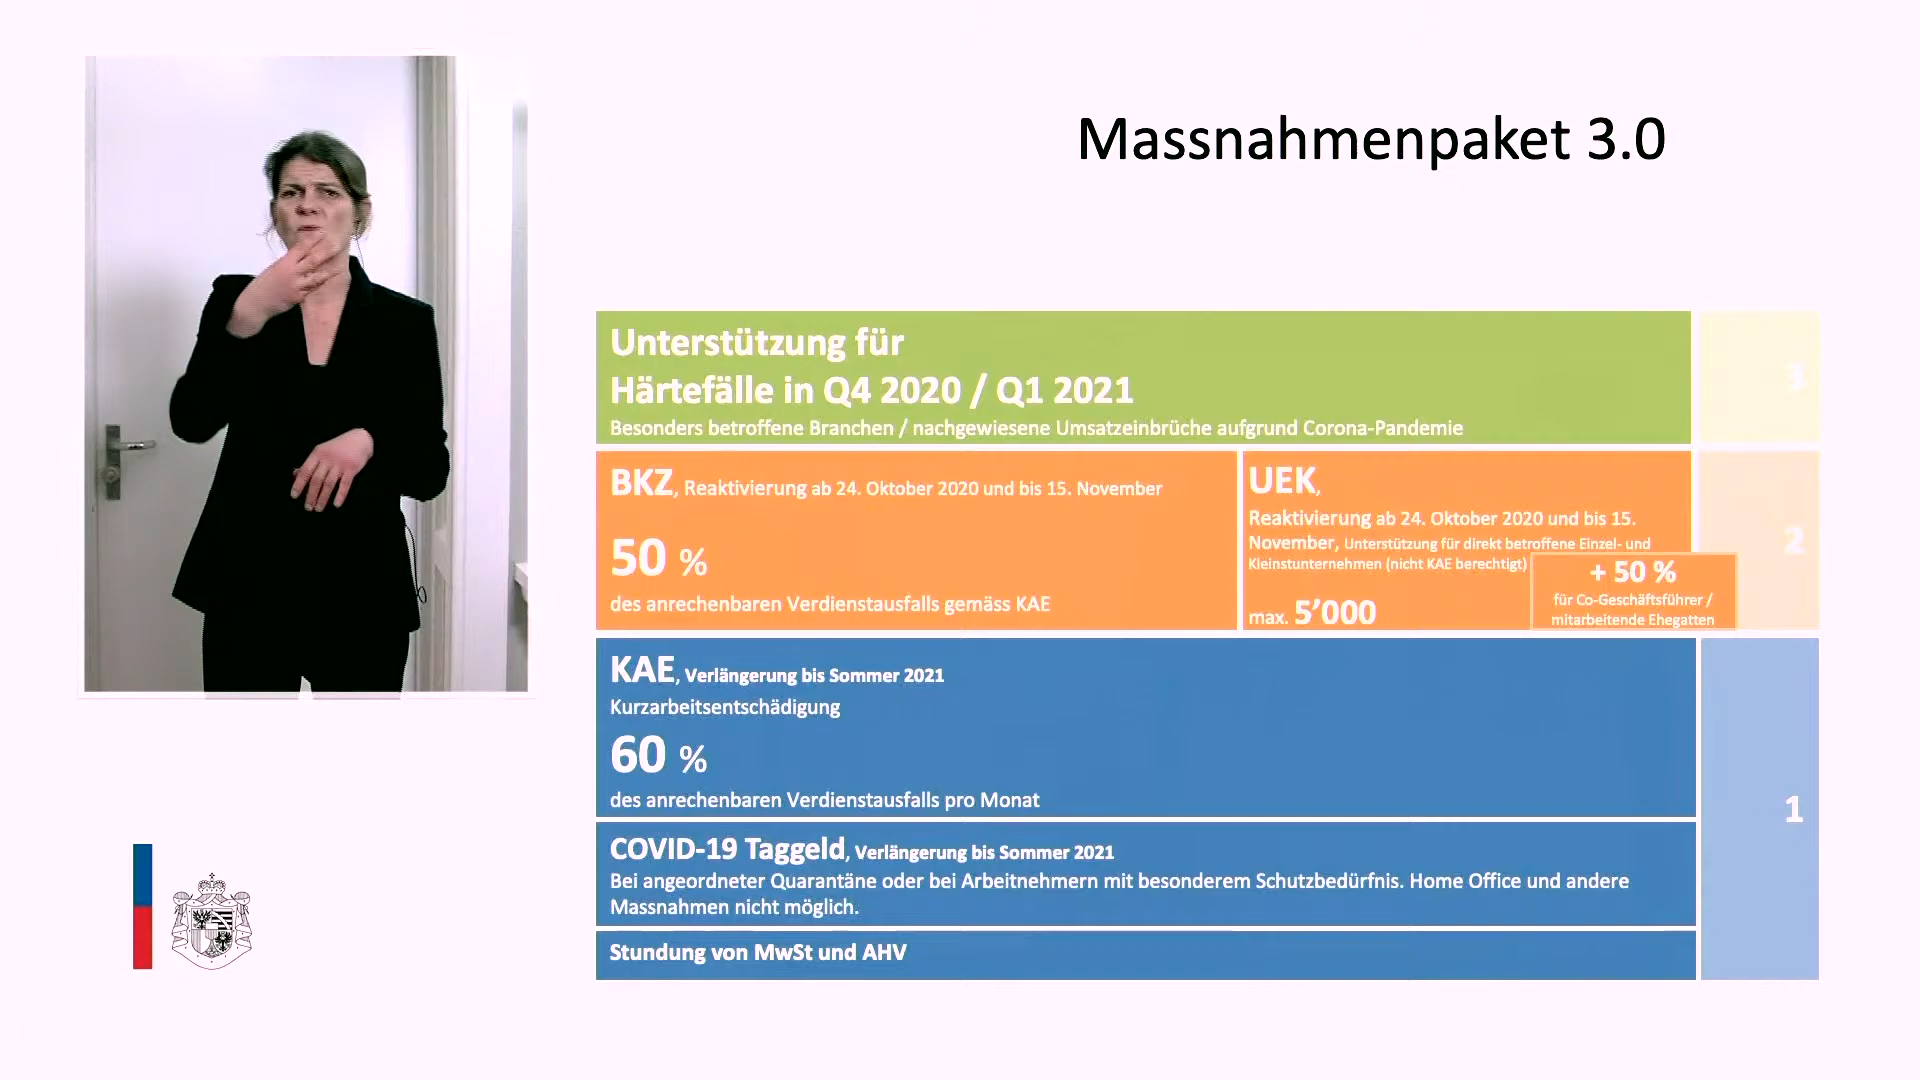 Massnahmenpaket 3.0
Unterstützung für
Härtefälle in Q4 2020 / Q1 2021
Besonders betroffene Branchen / nachgewiesene Umsatzeinbrüche aufgrund Corona-Pandemie
3
BKZ, Reaktivierung ab 24. Oktober 2020 und bis 15. November
50 %
des anrechenbaren Verdienstausfalls gemäss KAE
UEK,
Reaktivierung ab 24. Oktober 2020 und bis 15.
November, Unterstützung für direkt betroffene Einzel- und
Kleinstunternehmen (nicht KAE berechtigt)
max. 5’000
+ 50 %
für Co-Geschäftsführer /
mitarbeitende Ehegatten
2
KAE, Verlängerung bis Sommer 2021
Kurzarbeitsentschädigung
60 %
des anrechenbaren Verdienstausfalls pro Monat
COVID-19 Taggeld, Verlängerung bis Sommer 2021
Bei angeordneter Quarantäne oder bei Arbeitnehmern mit besonderem Schutzbedürfnis. Home Office und andere
Massnahmen nicht möglich.
Stundung von MwSt und AHV
1